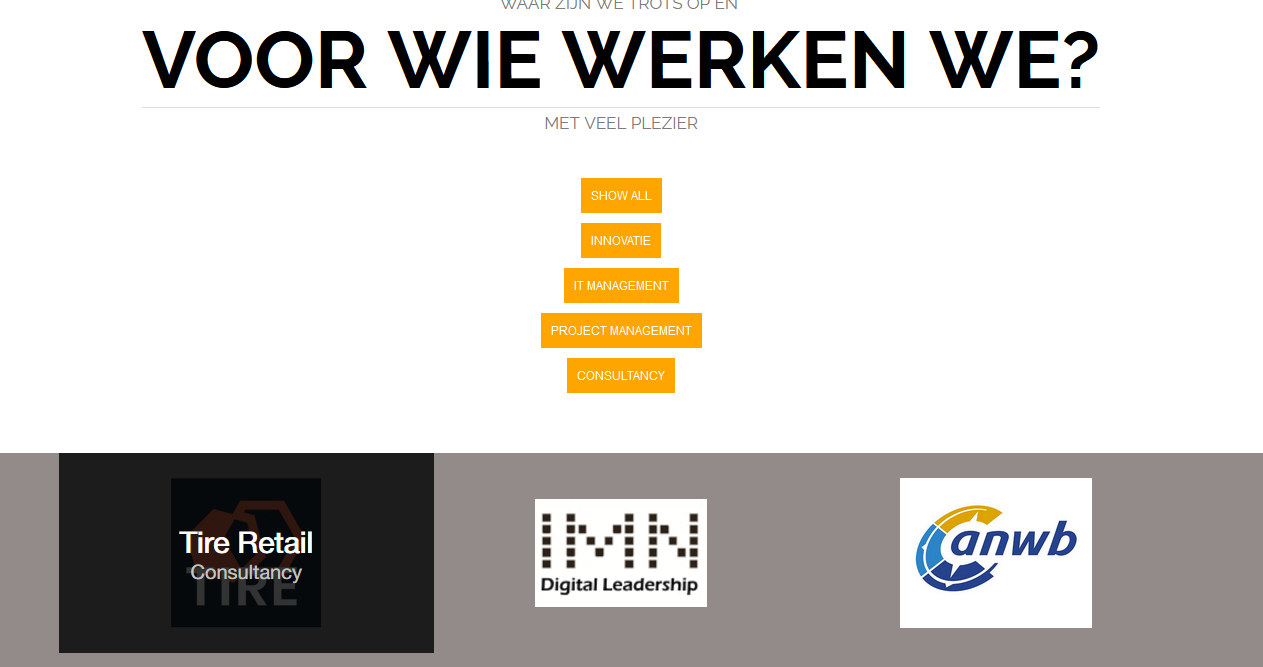 WAAR ZIJN WE TROTS OP EN
VOOR WIE WERKEN WE?
MET VEEL PLEZIER
SHOW ALL
INNOVATIE
IT MANAGEMENT
PROJECT MANAGEMENT
CONSULTANCY
Tire Retail
Consultancy
TIRE
IMN
Digital Leadership
anwb